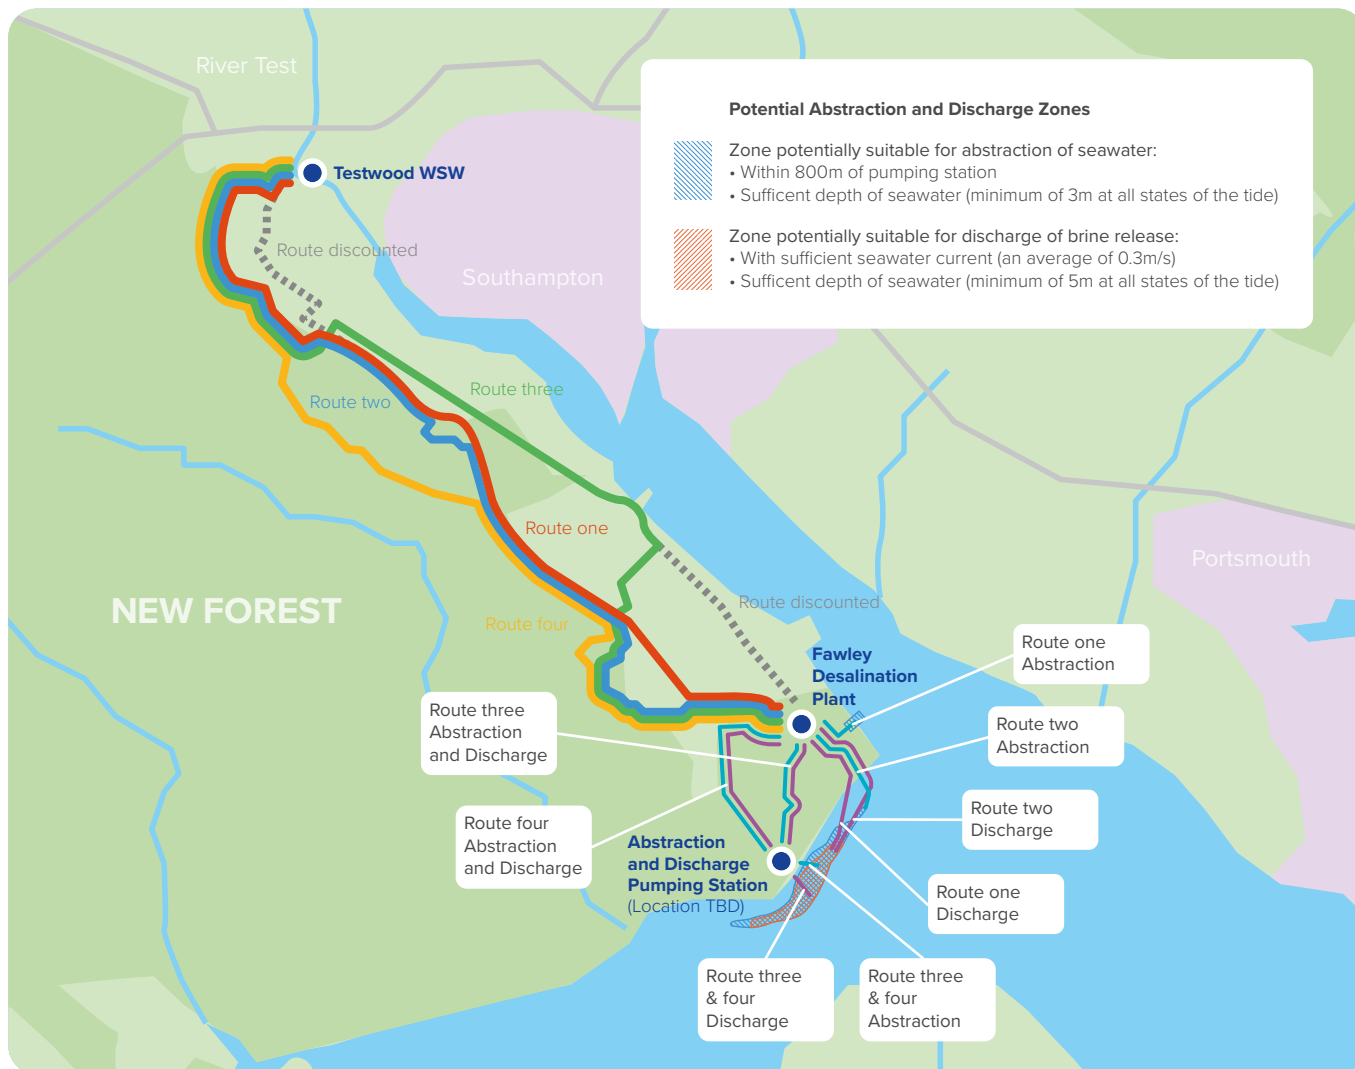 River Test
Potential Abstraction and Discharge Zones
Zone potentially suitable for abstraction of seawater:
• Within 800m of pumping station
• Sufficent depth of seawater (minimum of 3m at all states of the tide)
Zone potentially suitable for discharge of brine release:
• With sufficient seawater current (an average of 0.3m/s)
• Sufficent depth of seawater (minimum of 5m at all states of the tide)
Testwood WSW
Route discounted
Southampton
Route three
Route two
Route one
Portsmouth
NEW FOREST
Route discounted
Route four
Fawley
Desalination
Plant
Route one
Abstraction
Route three
Abstraction
and Discharge
Route two
Abstraction
Route two
Discharge
Route four
Abstraction
and Discharge
Abstraction
and Discharge
Pumping Station
(Location TBD)
Route one
Discharge
Route three
& four
Discharge
Route three
& four
Abstraction